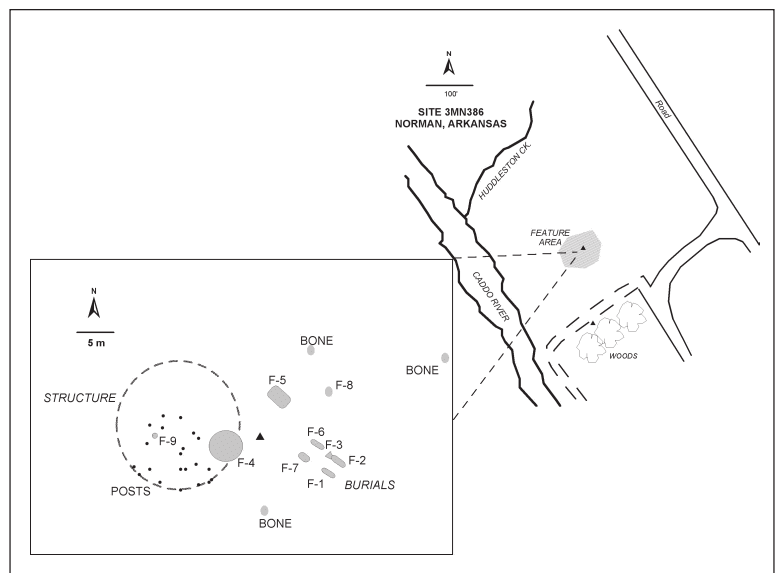 N
100'
SITE 3MN386
NORMAN, ARKANSAS
Road
HUDDLESTON CK.
FEATURE
AREA
CADDO RIVER
WOODS
N
5 m
BONE
BONE
F-5
F-8
STRUCTURE
F-9
F-6
F-3
F-4
F-7
F-2
F-1
BURIALS
POSTS
BONE